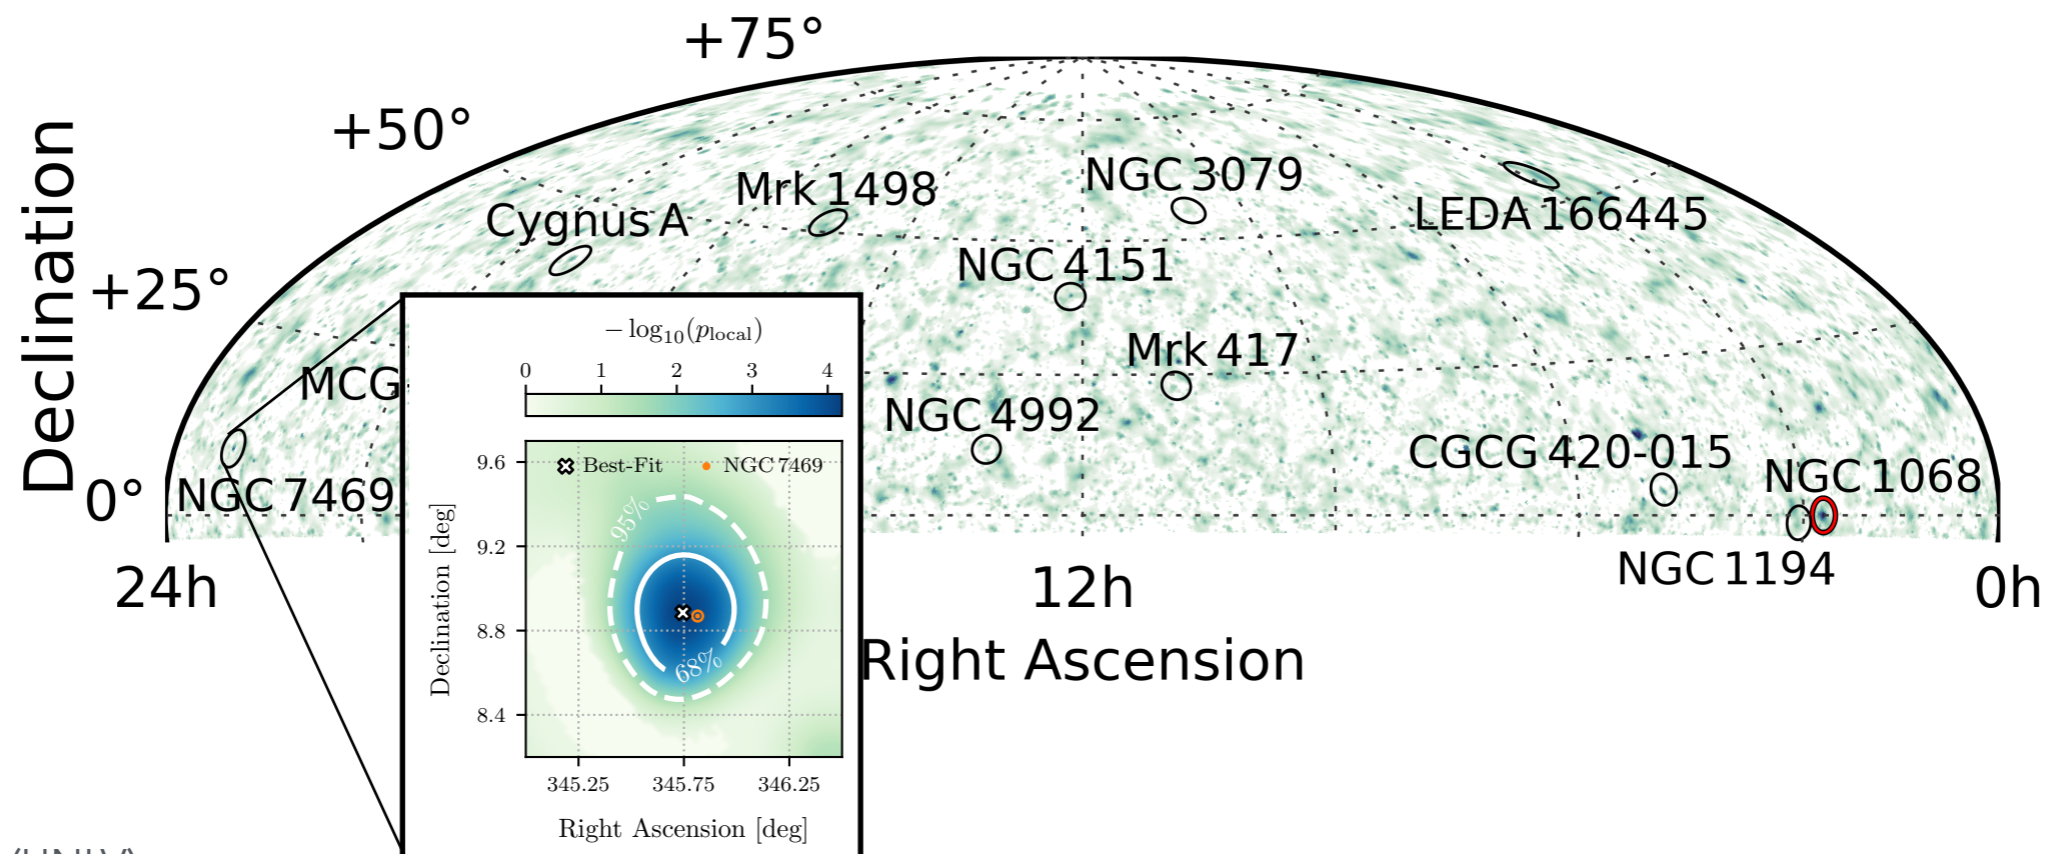 +75°
+50°
+25°
0°
Declination
Mrk 1498
NGC 3079
Cygnus A
LEDA 166445
NGC 4151
Mrk 417
MCG
NGC 4992
CGCG 420-015
NGC 1068
NGC 7469
NGC 1194
24h
12h
0h
Right Ascension
− log10(plocal)
0 1 2 3 4
Best-Fit NGC 7469
95%
68%
9.6
9.2
8.8
8.4
Declination [deg]
345.25 345.75 346.25
Right Ascension [deg]